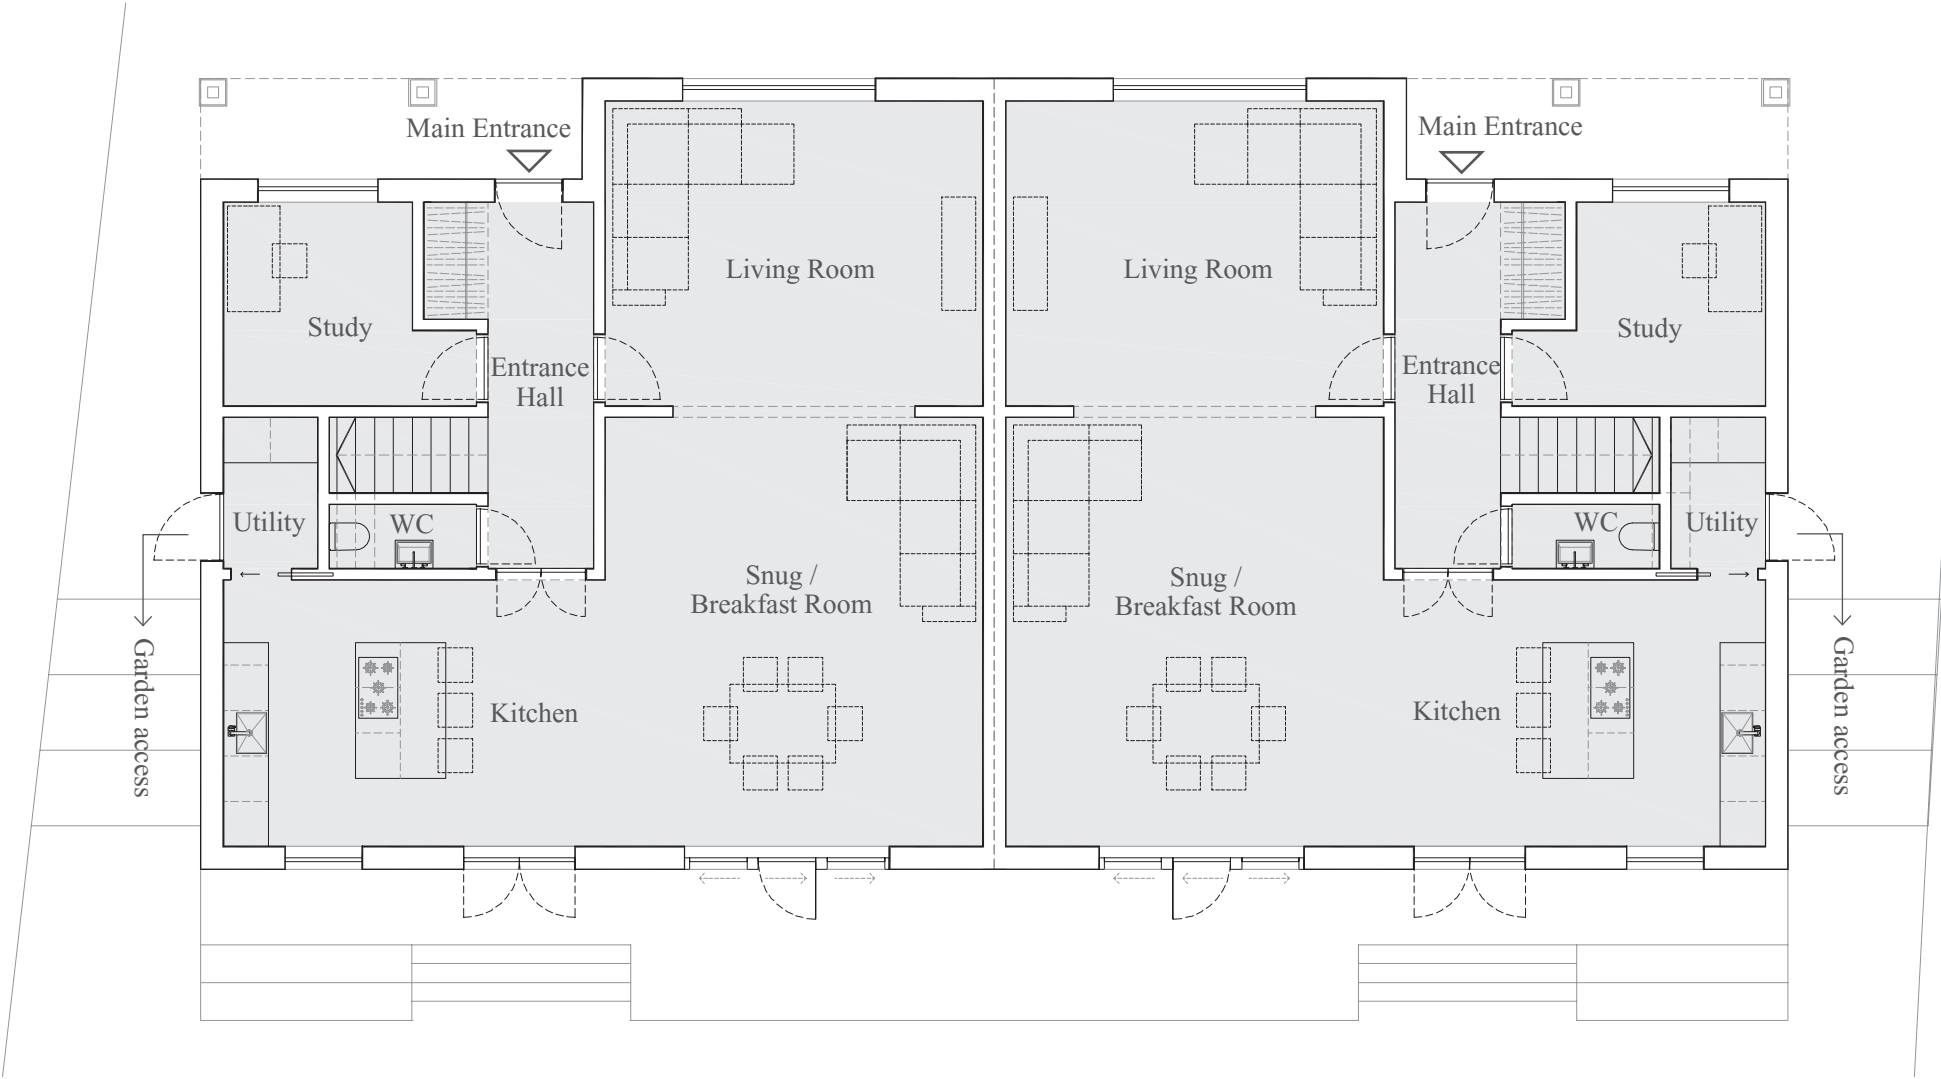 Main Entrance
Main Entrance
Living Room
Living Room
Study
Study
Entrance
Hall
Entrance
Hall
Utility
WC
WC
Utility
Snug /
Breakfast Room
Snug /
Breakfast Room
Garden access
Kitchen
Kitchen
Garden access